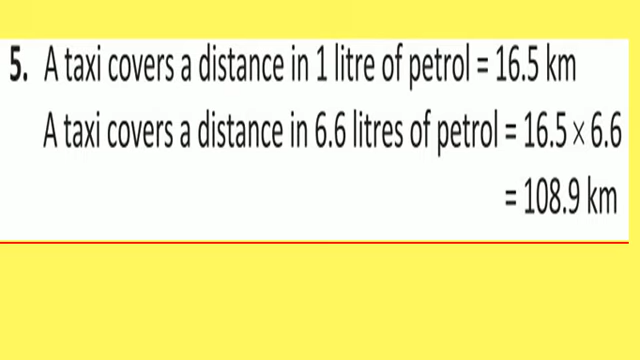 5. A taxi covers a distance in 1 litre of petrol = 16.5 km
A taxi covers a distance in 6.6 litres of petrol = 16.5 × 6.6
= 108.9 km